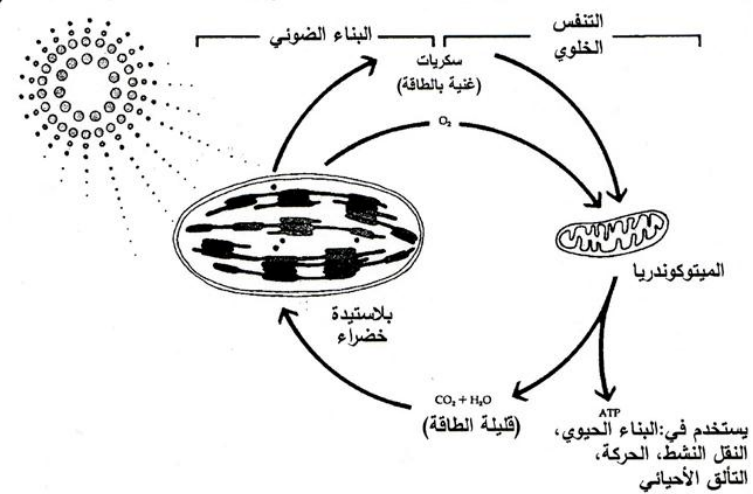 التنفس
الخلوي
البناء الضوئي
سكريات
(غنية بالطاقة)
O₂
الميتوكوندريا
بلاستيدة
خضراء
CO₂ + H₂O
(قليلة الطاقة)
ATP
يستخدم في:البناء الحيوي،
النقل النشط، الحركة،
التألق الأحيائي